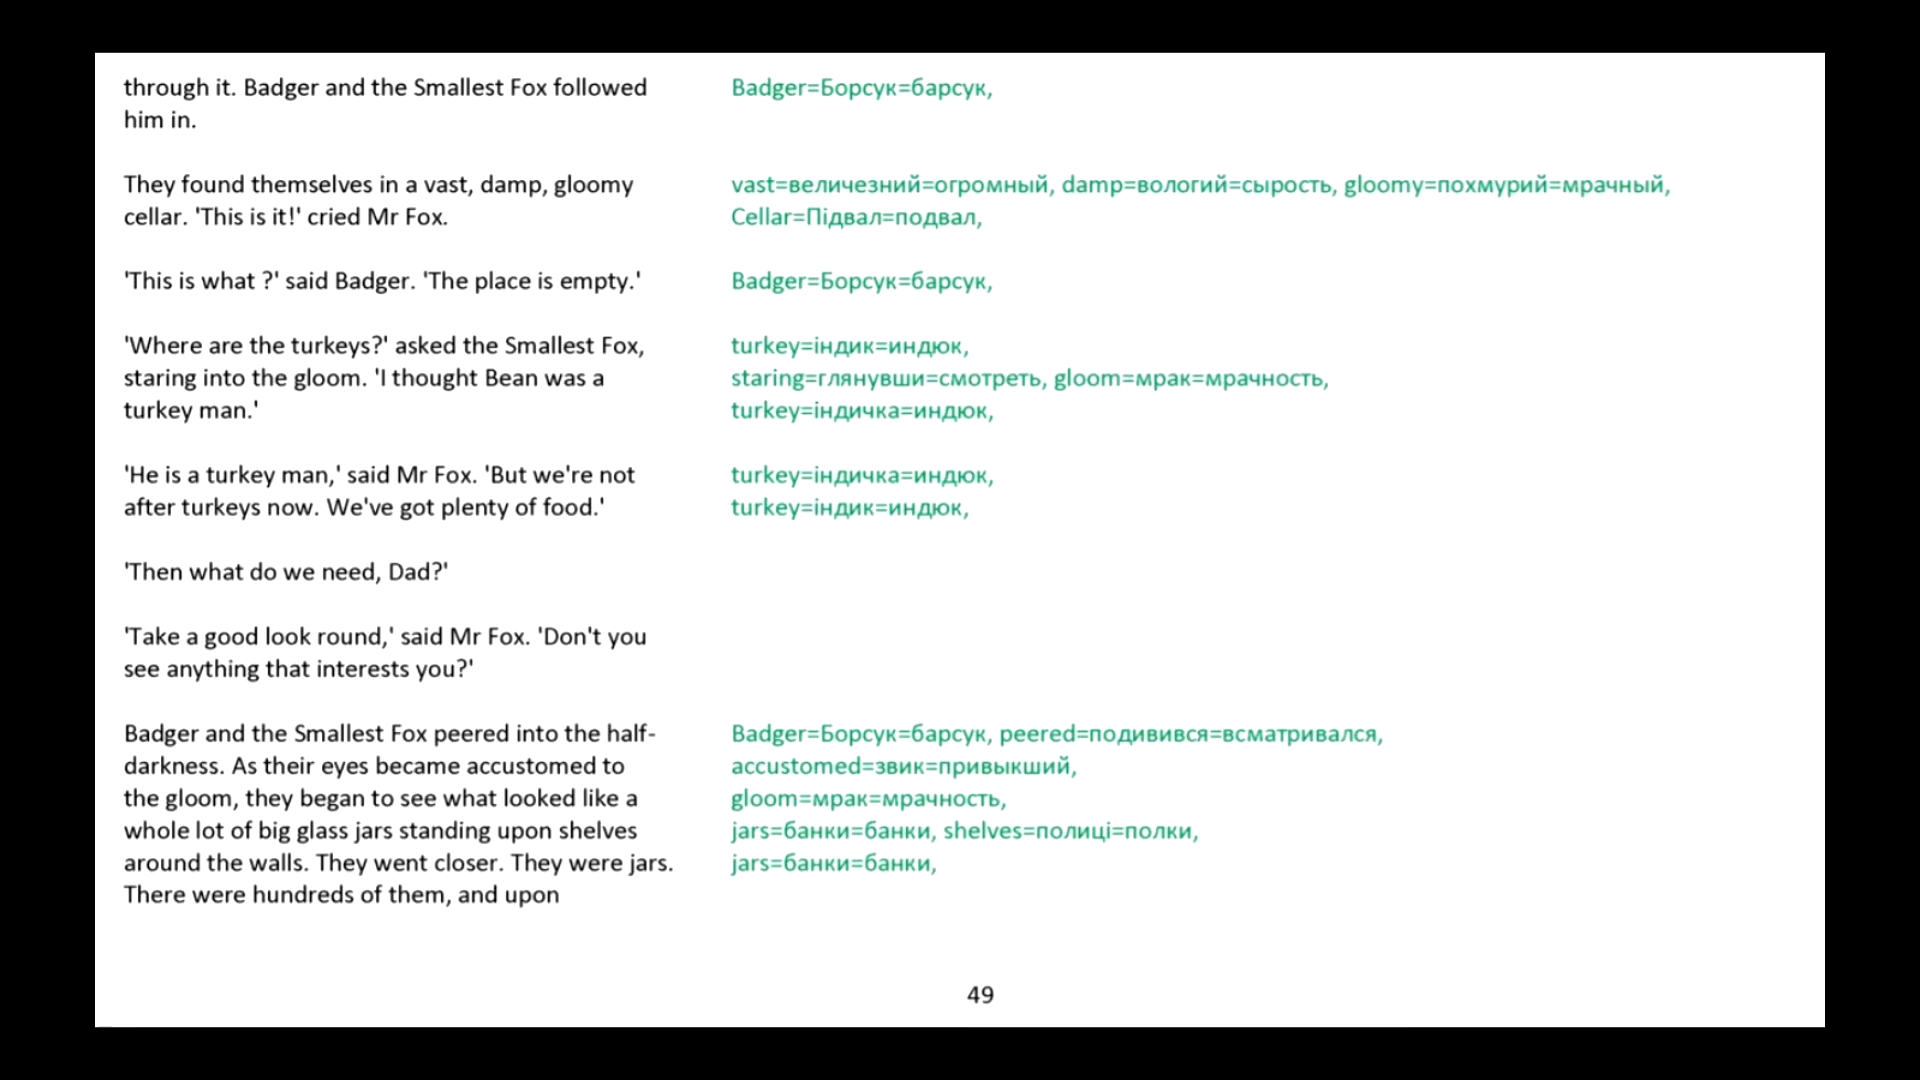 through it. Badger and the Smallest Fox followed
him in.
Badger=Борсук=барсук,
They found themselves in a vast, damp, gloomy
cellar. 'This is it!' cried Mr Fox.
vast=величезний=огромный, damp=вологий=сырость, gloomy=похмурий=мрачный,
Cellar=Підвал=подвал,
'This is what ?' said Badger. 'The place is empty.'
Badger=Борсук=барсук,
'Where are the turkeys?' asked the Smallest Fox,
staring into the gloom. 'I thought Bean was a
turkey man.'
turkey=індик=индюк,
staring=глянувши=смотреть, gloom=мрак=мрачность,
turkey=індичка=индюк,
'He is a turkey man,' said Mr Fox. 'But we're not
after turkeys now. We've got plenty of food.'
turkey=індичка=индюк,
turkey=індик=индюк,
'Then what do we need, Dad?'
'Take a good look round,' said Mr Fox. 'Don't you
see anything that interests you?'
Badger and the Smallest Fox peered into the half-
darkness. As their eyes became accustomed to
the gloom, they began to see what looked like a
whole lot of big glass jars standing upon shelves
around the walls. They went closer. They were jars.
There were hundreds of them, and upon
Badger=Борсук=барсук, peered=подивився=всматривался,
accustomed=звик=привыкший,
gloom=мрак=мрачность,
jars=банки=банки, shelves=полиці=полки,
jars=банки=банки,
49